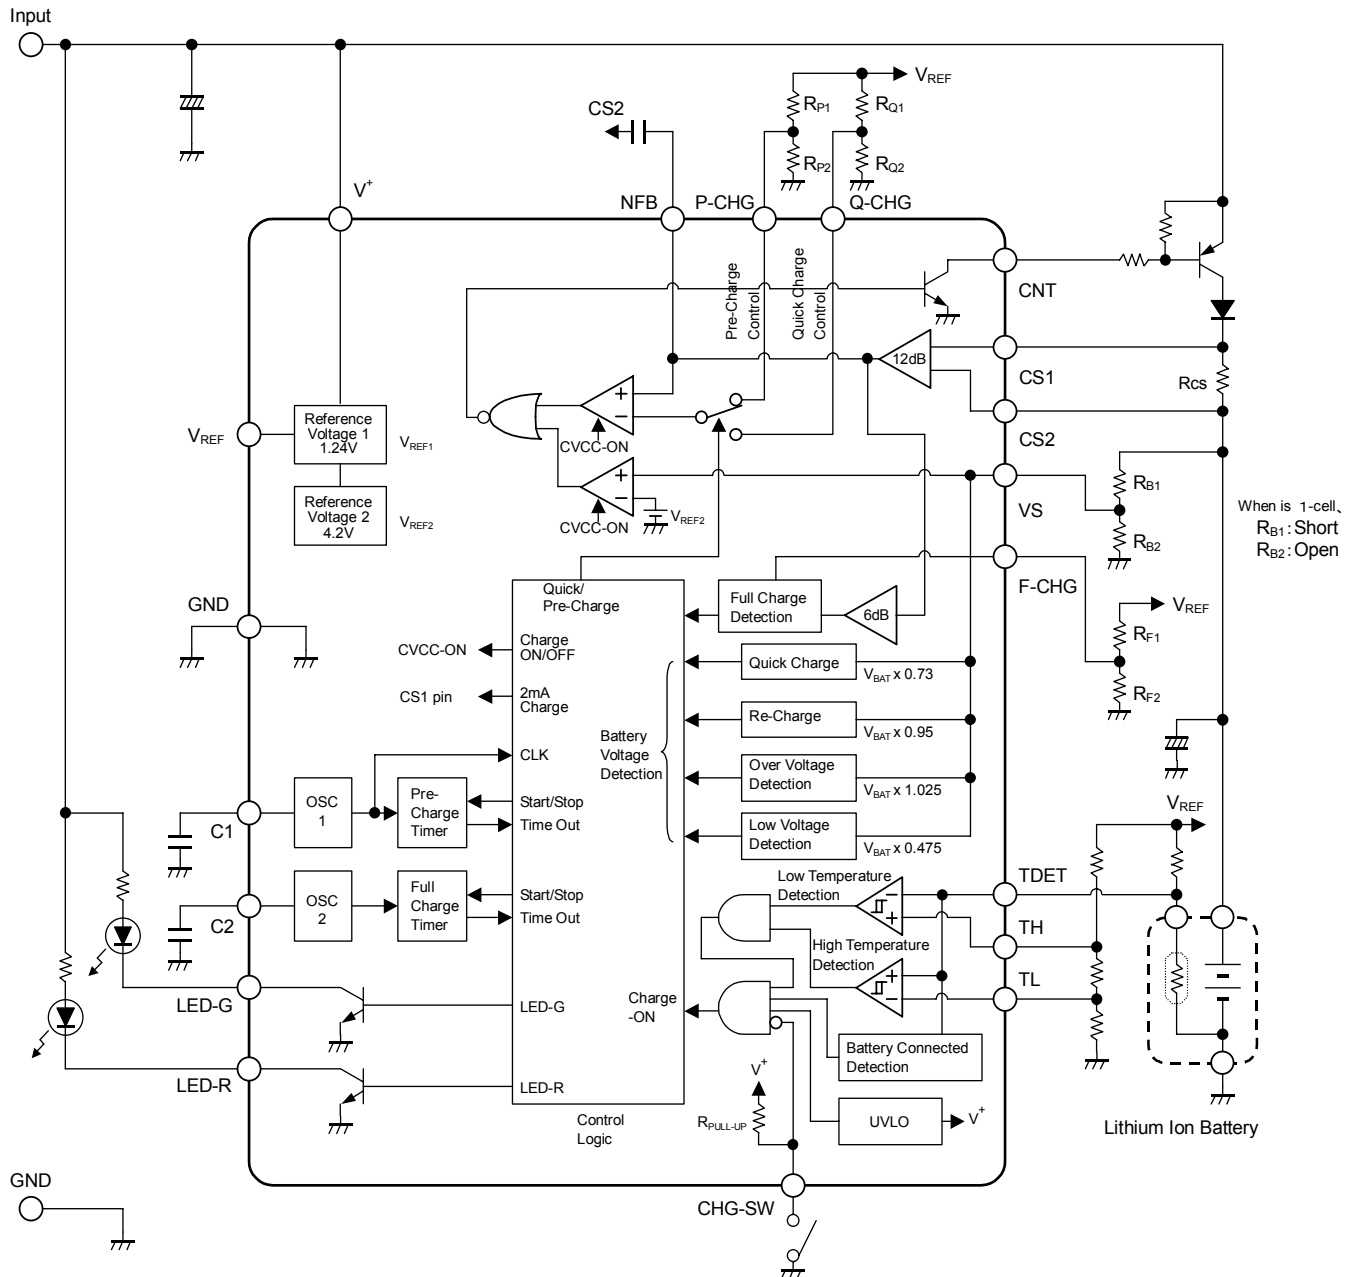 Input
V_REF
R_P1
R_Q1
CS2
R_P2
R_Q2
V+
NFB
P-CHG
Q-CHG
CNT
Pre-Charge
Control
Quick Charge
Control
12dB
CS1
Rcs
CS2
Reference
Voltage 1
1.24V
V_REF
V_REF1
+
−
CVCC-ON
Reference
Voltage 2
4.2V
V_REF2
+
−
CVCC-ON
V_REF2
VS
R_B1
R_B2
When is 1-cell、
R_B1:Short
R_B2:Open
F-CHG
GND
Quick/
Pre-Charge
Full Charge
Detection
6dB
V_REF
R_F1
R_F2
CVCC-ON
Charge
ON/OFF
Quick Charge
V_BAT x 0.73
CS1 pin
2mA
Charge
Re-Charge
V_BAT x 0.95
Battery
Voltage
Detection
CLK
Over Voltage
Detection
V_BAT x 1.025
C1
OSC
1
Pre-
Charge
Timer
Start/Stop
Time Out
Low Voltage
Detection
V_BAT x 0.475
V_REF
C2
OSC
2
Full
Charge
Timer
Start/Stop
Time Out
Low Temperature
Detection
−
+
TDET
TH
High Temperature
Detection
+
−
TL
LED-G
LED-G
Charge
-ON
Battery Connected
Detection
LED-R
LED-R
V+
R_PULL-UP
UVLO
V+
Control
Logic
Lithium Ion Battery
GND
CHG-SW